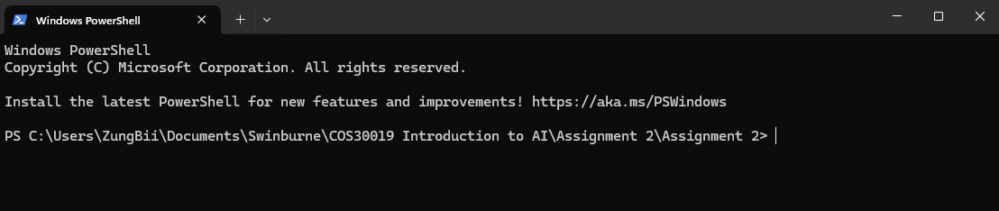 Windows PowerShell
Windows PowerShell
Copyright (C) Microsoft Corporation. All rights reserved.
Install the latest PowerShell for new features and improvements! https://aka.ms/PSWindows
PS C:\Users\ZungBii\Documents\Swinburne\COS30019 Introduction to AI\Assignment 2\Assignment 2>